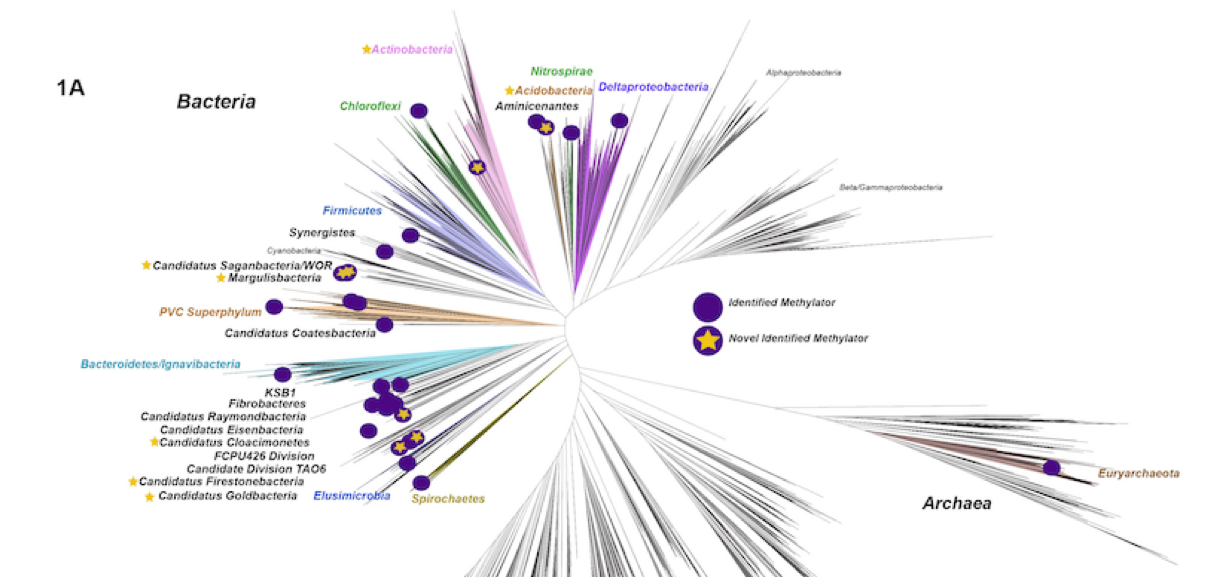 1A
Bacteria
Actinobacteria
Chloroflexi
Nitrospirae
Acidobacteria
Aminicenantes
Deltaproteobacteria
Alphaproteobacteria
Beta/Gammaproteobacteria
Firmicutes
Synergistes
Cyanobacteria
Candidatus Saganbacteria/WOR
Margulisbacteria
PVC Superphylum
Candidatus Coatesbacteria
Identified Methylator
Novel Identified Methylator
Bacteroidetes/Ignavibacteria
KSB1
Fibrobacteres
Candidatus Raymondbacteria
Candidatus Eisenbacteria
Candidatus Cloacimonetes
FCPU426 Division
Candidate Division TAO6
Candidatus Firestonebacteria
Candidatus Goldbacteria
Elusimicrobia
Spirochaetes
Euryarchaeota
Archaea